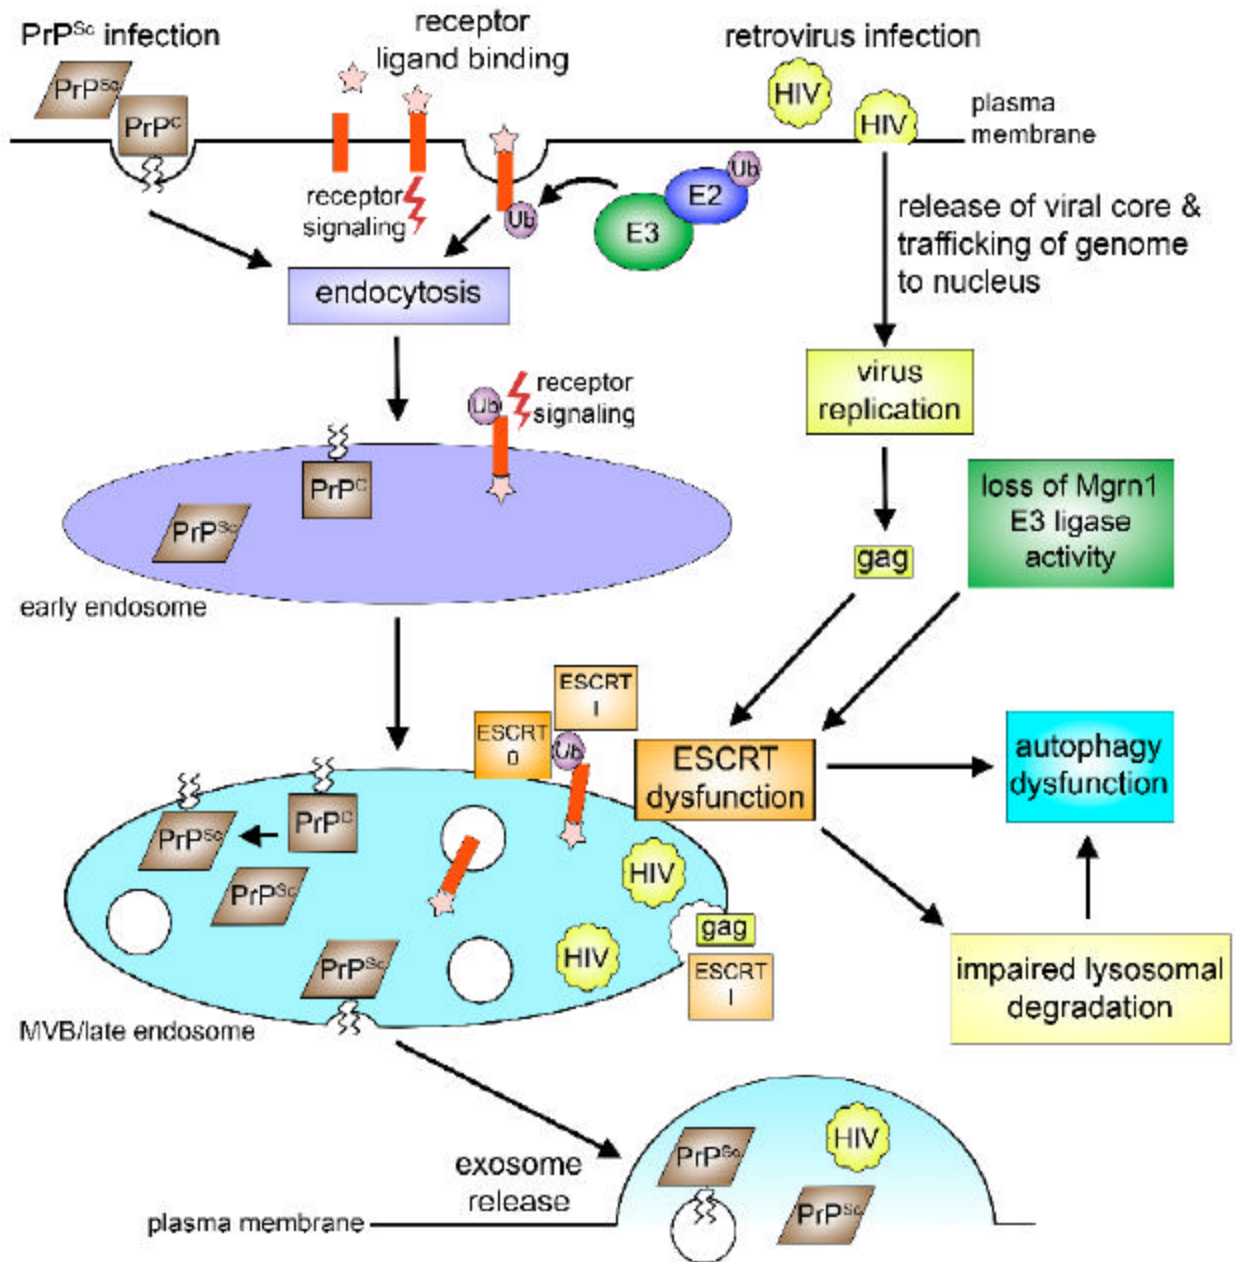 PrPSc infection
receptor
ligand binding
retrovirus infection
PrPSc
PrPC
HIV
HIV
plasma
membrane
receptor
signaling
Ub
E3
E2
Ub
release of viral core &
trafficking of genome
to nucleus
endocytosis
virus
replication
Ub
receptor
signaling
PrPC
PrPSc
early endosome
gag
loss of Mgrn1
E3 ligase
activity
ESCRT
I
ESCRT
0
Ub
ESCRT
dysfunction
autophagy
dysfunction
PrPSc
PrPC
PrPSc
HIV
PrPSc
HIV
gag
ESCRT
I
impaired lysosomal
degradation
MVB/late endosome
exosome
release
PrPSc
HIV
PrPSc
plasma membrane